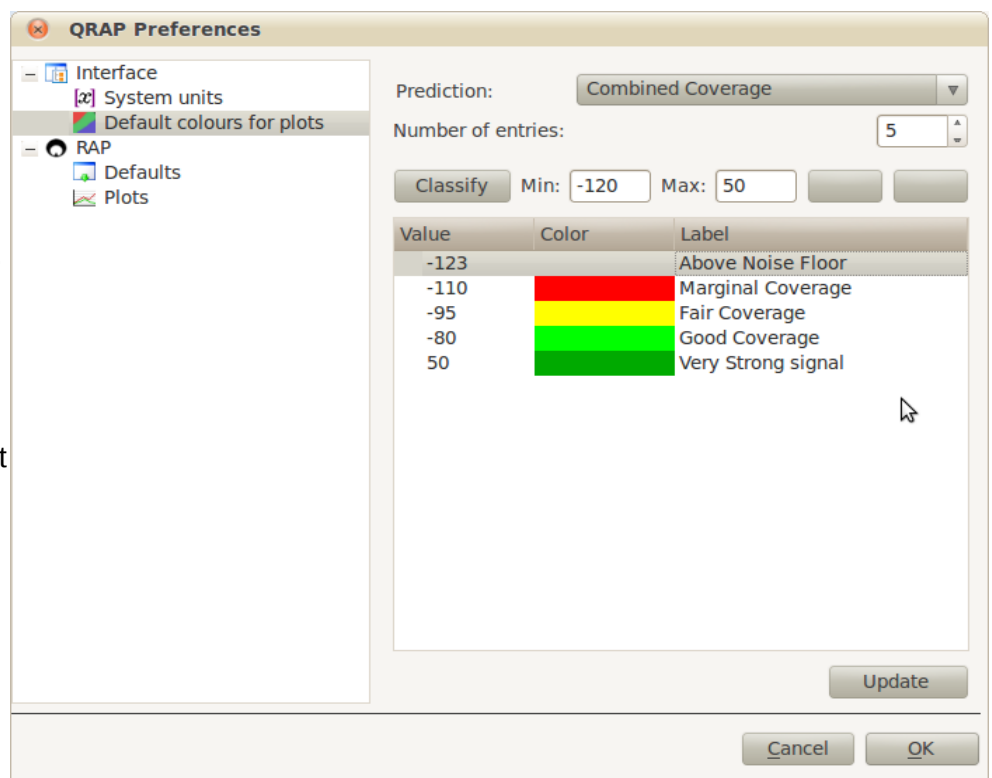 QRAP Preferences
Interface
[x] System units
Default colours for plots
RAP
Defaults
Plots
Prediction: Combined Coverage
Number of entries: 5
Classify Min: -120 Max: 50
Value Color Label
-123 Above Noise Floor
-110 Marginal Coverage
-95 Fair Coverage
-80 Good Coverage
50 Very Strong signal
t
Update
Cancel OK